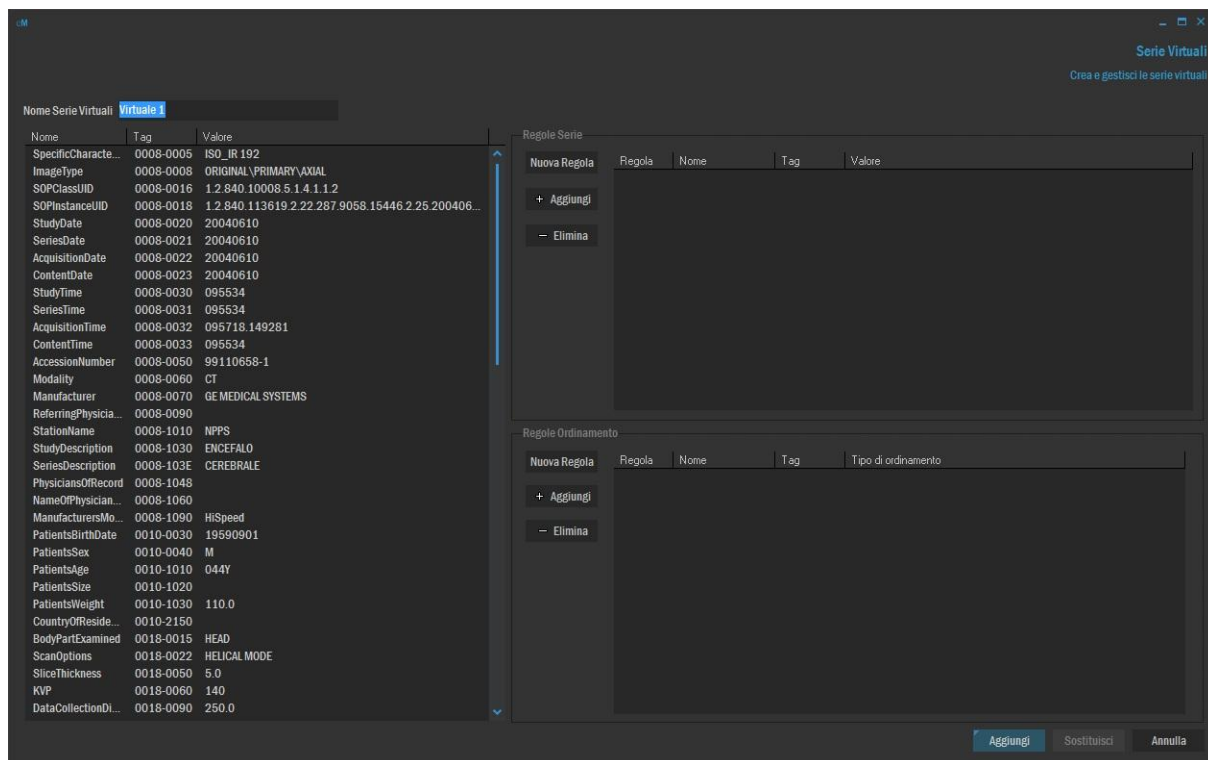 eM
Serie Virtuali
Crea e gestisci le serie virtuali
Nome Serie Virtuali Virtuale 1
Nome Tag Valore
SpecificCharacte... 0008-0005 ISO_IR 192
ImageType 0008-0008 ORIGINAL\PRIMARY\AXIAL
SOPClassUID 0008-0016 1.2.840.10008.5.1.4.1.1.2
SOPInstanceUID 0008-0018 1.2.840.113619.2.22.287.9058.15446.2.25.200406...
StudyDate 0008-0020 20040610
SeriesDate 0008-0021 20040610
AcquisitionDate 0008-0022 20040610
ContentDate 0008-0023 20040610
StudyTime 0008-0030 095534
SeriesTime 0008-0031 095534
AcquisitionTime 0008-0032 095718.149281
ContentTime 0008-0033 095534
AccessionNumber 0008-0050 99110658-1
Modality 0008-0060 CT
Manufacturer 0008-0070 GE MEDICAL SYSTEMS
ReferringPhysicia... 0008-0090
StationName 0008-1010 NPPS
StudyDescription 0008-1030 ENCEFALO
SeriesDescription 0008-103E CEREBRALE
PhysiciansOfRecord 0008-1048
NameOfPhysician... 0008-1060
ManufacturersMo... 0008-1090 HiSpeed
PatientsBirthDate 0010-0030 19590901
PatientsSex 0010-0040 M
PatientsAge 0010-1010 044Y
PatientsSize 0010-1020
PatientsWeight 0010-1030 110.0
CountryOfReside... 0010-2150
BodyPartExamined 0018-0015 HEAD
ScanOptions 0018-0022 HELICAL MODE
SliceThickness 0018-0050 5.0
KVP 0018-0060 140
DataCollectionDi... 0018-0090 250.0
Regole Serie
Nuova Regola Regola Nome Tag Valore
+ Aggiungi
− Elimina
Regole Ordinamento
Nuova Regola Regola Nome Tag Tipo di ordinamento
+ Aggiungi
− Elimina
Aggiungi Sostituisci Annulla